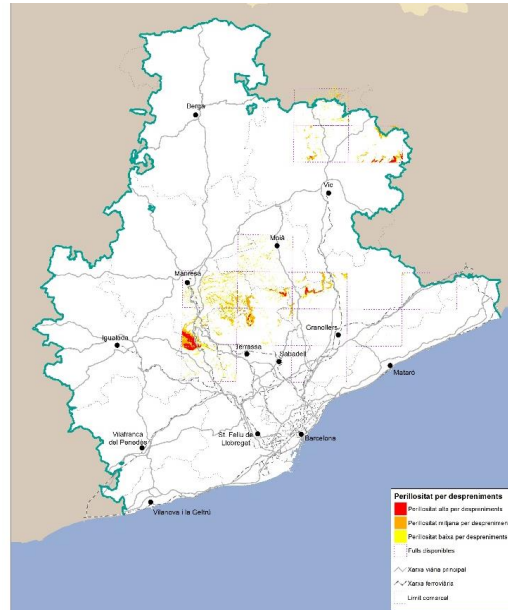 Berga
Vic
Moià
Manresa
Igualada
Granollers
Terrassa
Sabadell
Mataró
St. Feliu de
Llobregat
Barcelona
Vilafranca
del Penedès
Vilanova i la Geltrú
Perillositat per despreniments
Perillositat alta per despreniments
Perillositat mitjana per despreniment
Perillositat baixa per despreniments
Fulls disponibles
Xarxa viària principal
Xarxa ferroviària
Límit comarcal